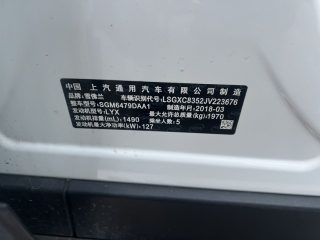 中国 上汽通用汽车有限公司制造
品牌：雪佛兰 车辆识别代号：LSGXC8352JV223676
整车型号：SGM6479DAA1 制造年月：2018-03
发动机型号：LYX 最大允许总质量(kg)：1970
发动机排量(mL)：1490 乘坐人数：5
发动机最大净功率(kW)：127